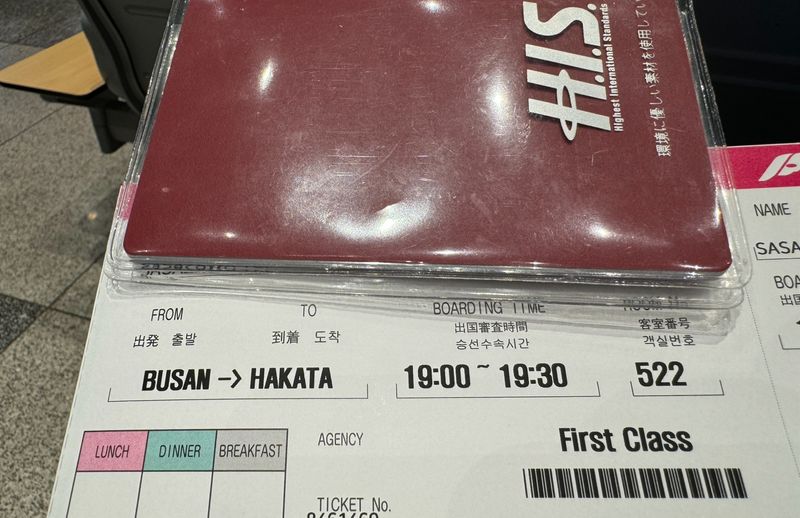 H.I.S.
Highest International Standards
環境に優しい素材を使用してい
NAME
SASA
FROM TO BOARDING TIME
出発 출발 到着 도착 出国審査時間 客室番号
승선수속시간 객실번호
BUSAN -> HAKATA 19:00 ~ 19:30 522
BOA
出国
First Class
LUNCH DINNER BREAKFAST AGENCY
TICKET No.